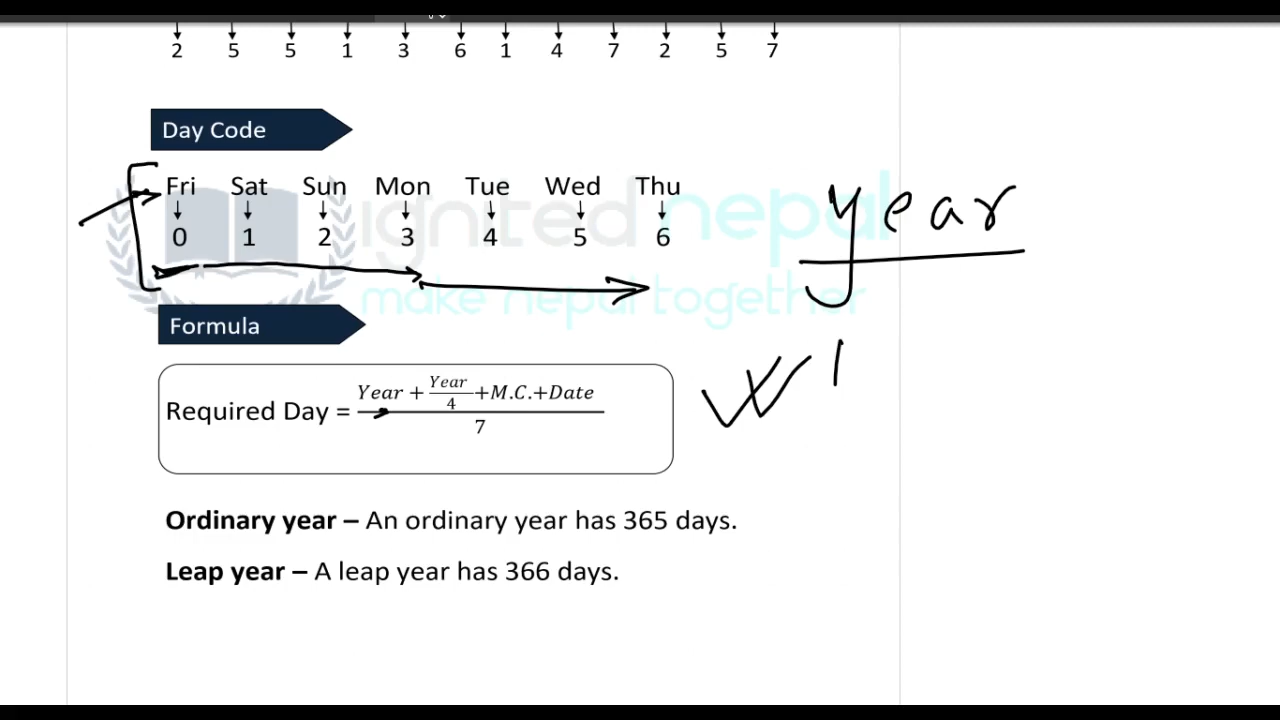 2 5 5 1 3 6 1 4 7 2 5 7
Day Code
Fri Sat Sun Mon Tue Wed Thu
0 1 2 3 4 5 6
year
ignited nepal
make nepal together
Formula
Required Day = (Year + Year/4 +M.C.+Date)/7
Ordinary year – An ordinary year has 365 days.
Leap year – A leap year has 366 days.